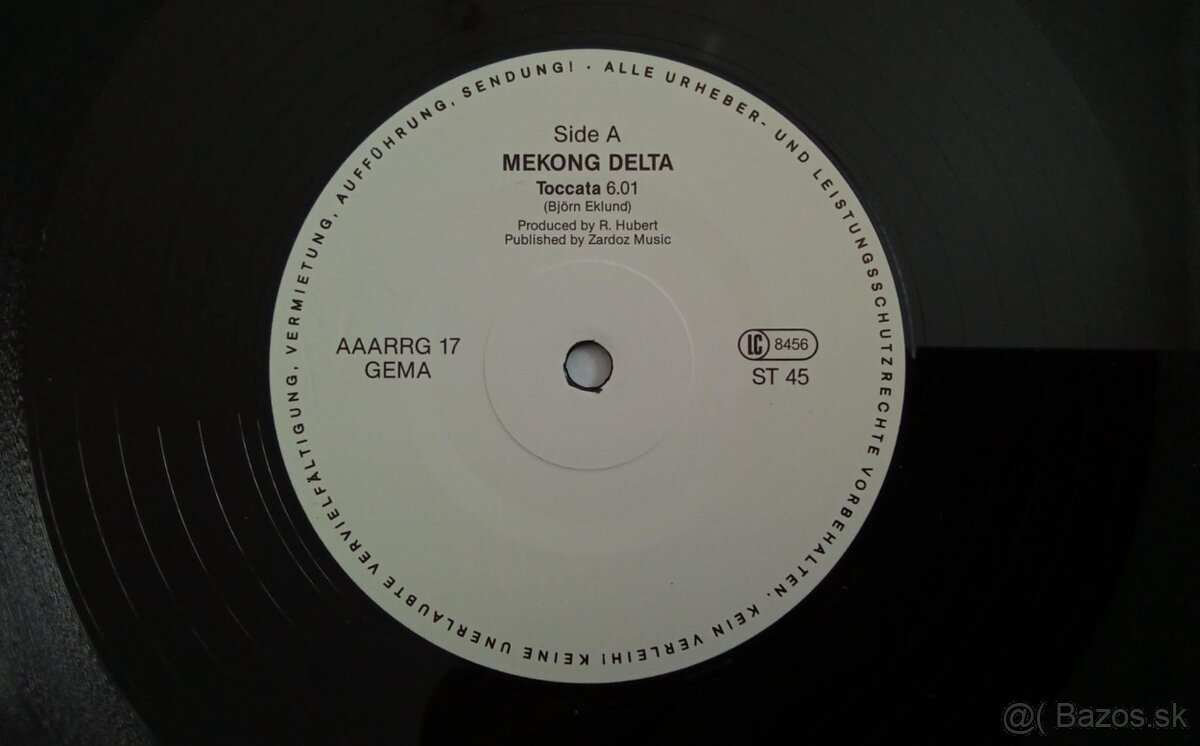 ALLE URHEBER- UND LEISTUNGSSCHUTZRECHTE VORBEHALTEN. KEIN VERLEIH! KEINE UNERLAUBTE VERVIELFÄLTIGUNG, VERMIETUNG, AUFFÜHRUNG, SENDUNG! ·
Side A
MEKONG DELTA
Toccata 6.01
(Björn Eklund)
Produced by R. Hubert
Published by Zardoz Music
AAARRG 17
GEMA
LC 8456
ST 45
@( Bazos.sk